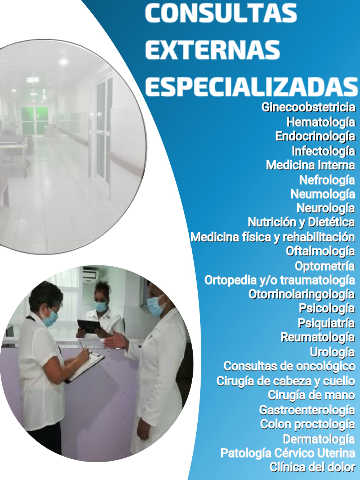 CONSULTAS
EXTERNAS
ESPECIALIZADAS
Ginecoobstetricia
Hematología
Endocrinología
Infectología
Medicina Interna
Nefrología
Neumología
Neurología
Nutrición y Dietética
Medicina física y rehabilitación
Oftalmología
Optometría
Ortopedia y/o traumatología
Otorrinolaringología
Psicología
Psiquiatría
Reumatología
Urología
Consultas de oncológico
Cirugía de cabeza y cuello
Cirugía de mano
Gastroenterología
Colon proctología
Dermatología
Patología Cérvico Uterina
Clínica del dolor